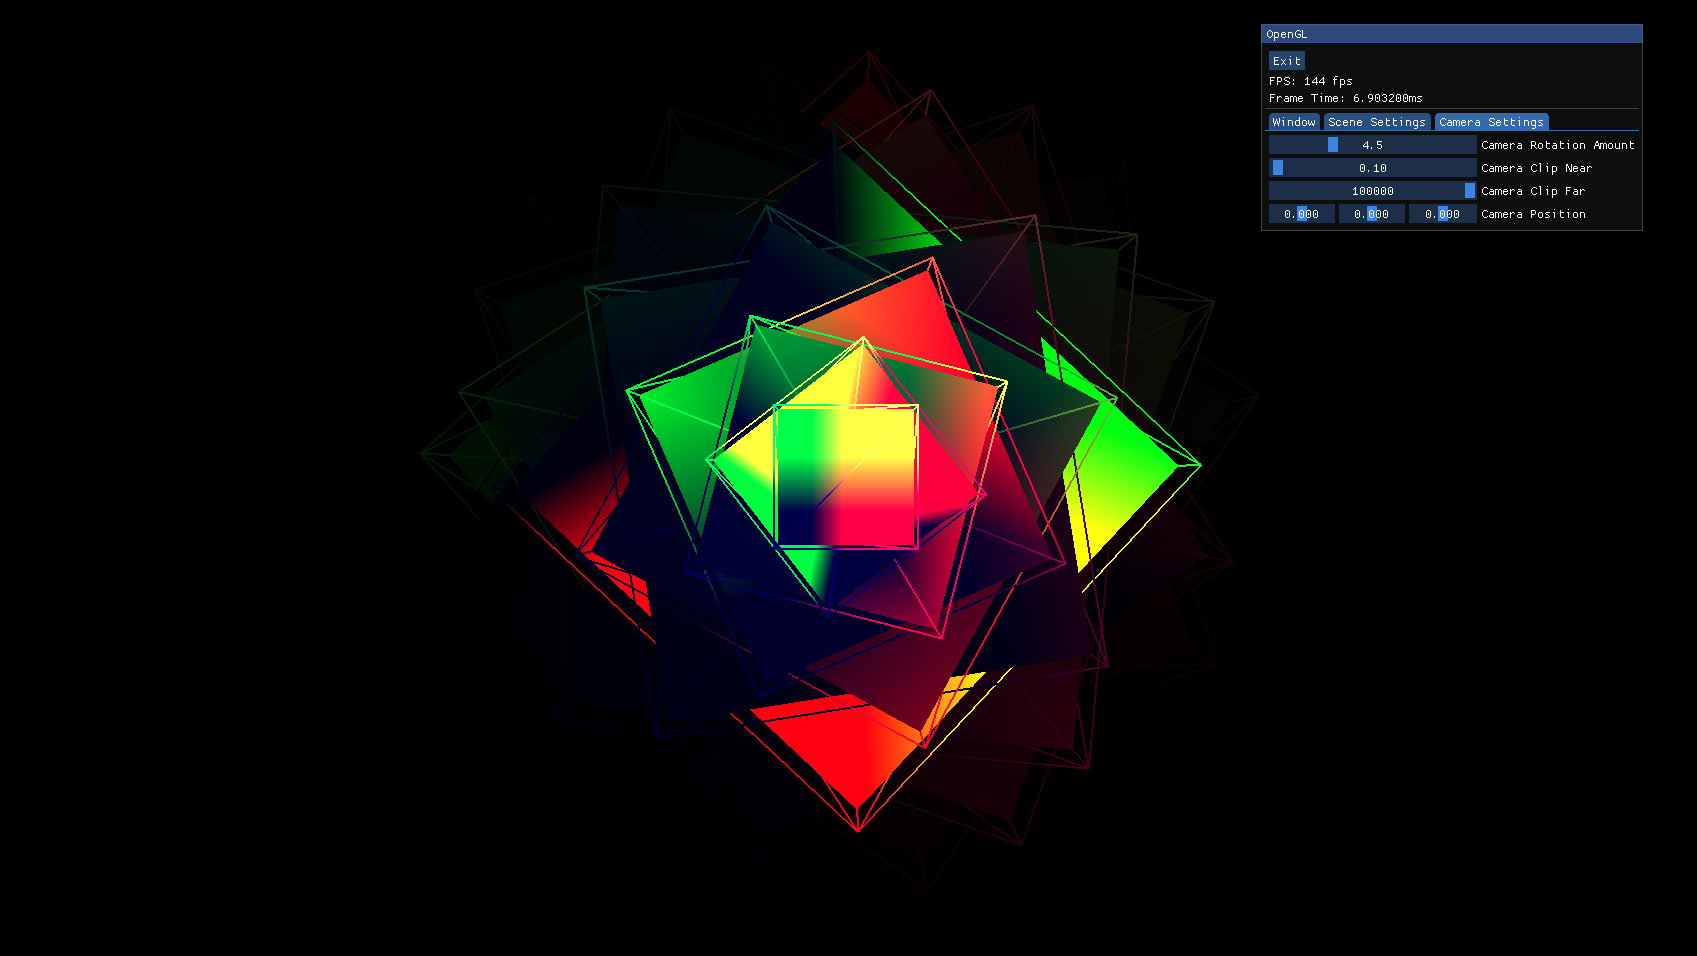 OpenGL
Exit
FPS: 144 fps
Frame Time: 6.903200ms
Window Scene Settings Camera Settings
4.5 Camera Rotation Amount
0.10 Camera Clip Near
100000 Camera Clip Far
0.000 0.000 0.000 Camera Position